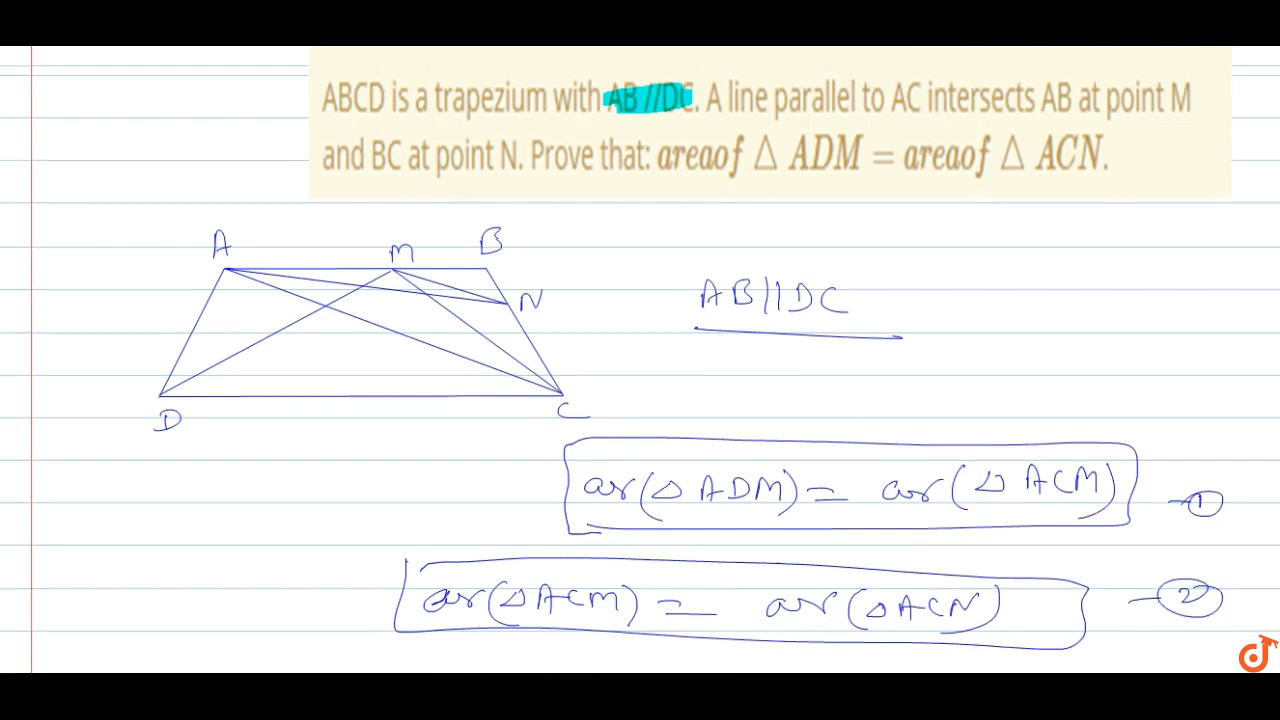 ABCD is a trapezium with AB //DC. A line parallel to AC intersects AB at point M
and BC at point N. Prove that: areaof △ ADM = areaof △ ACN.
A M B
N
AB||DC
D C
ar(△ ADM) = ar(△ ACM) -①
ar(△ACM) = ar(△ACN) -②